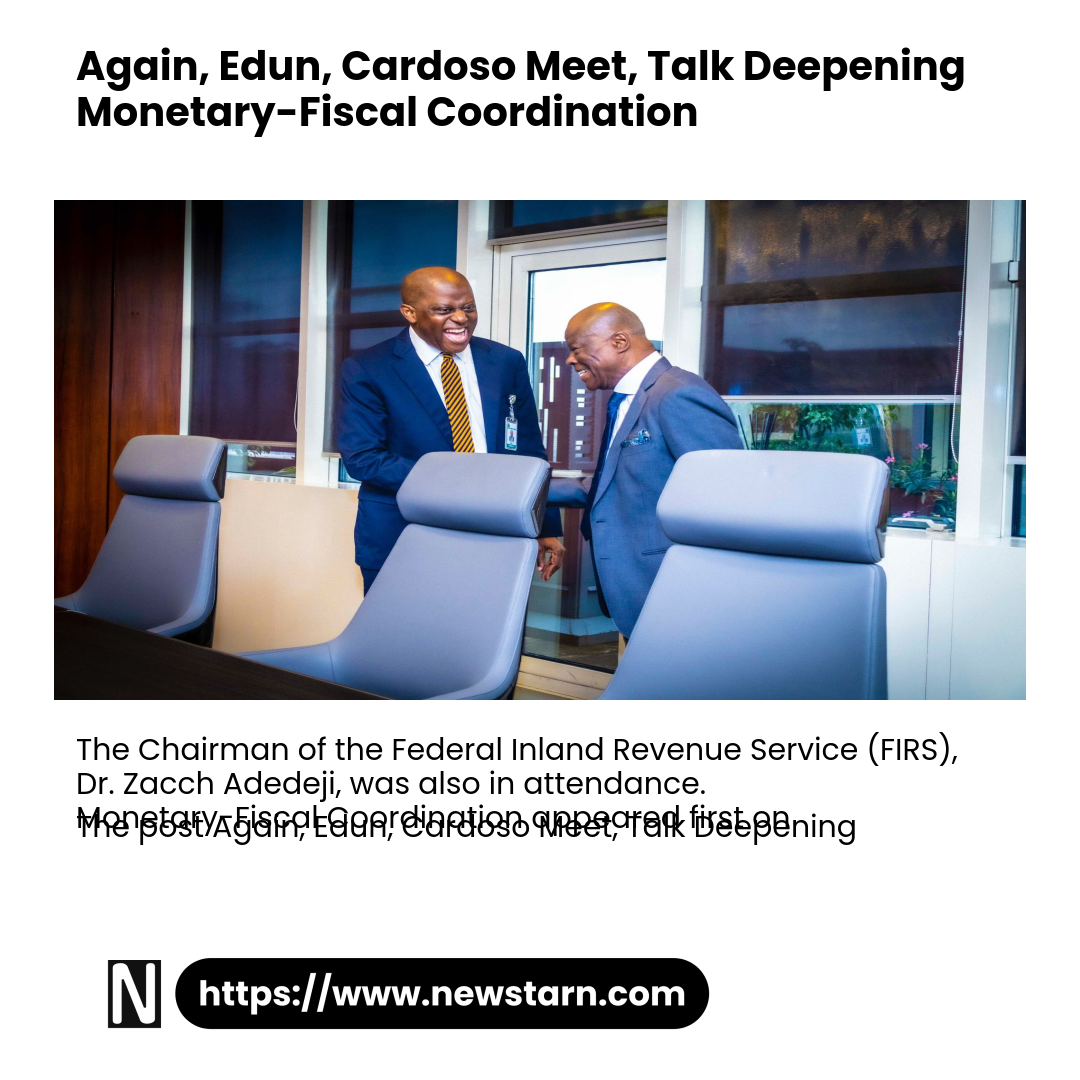 Again, Edun, Cardoso Meet, Talk Deepening
Monetary-Fiscal Coordination
The Chairman of the Federal Inland Revenue Service (FIRS),
Dr. Zacch Adedeji, was also in attendance.
Monetary-Fiscal Coordination appeared first on
The post Again, Edun, Cardoso Meet, Talk Deepening
N
https://www.newstarn.com